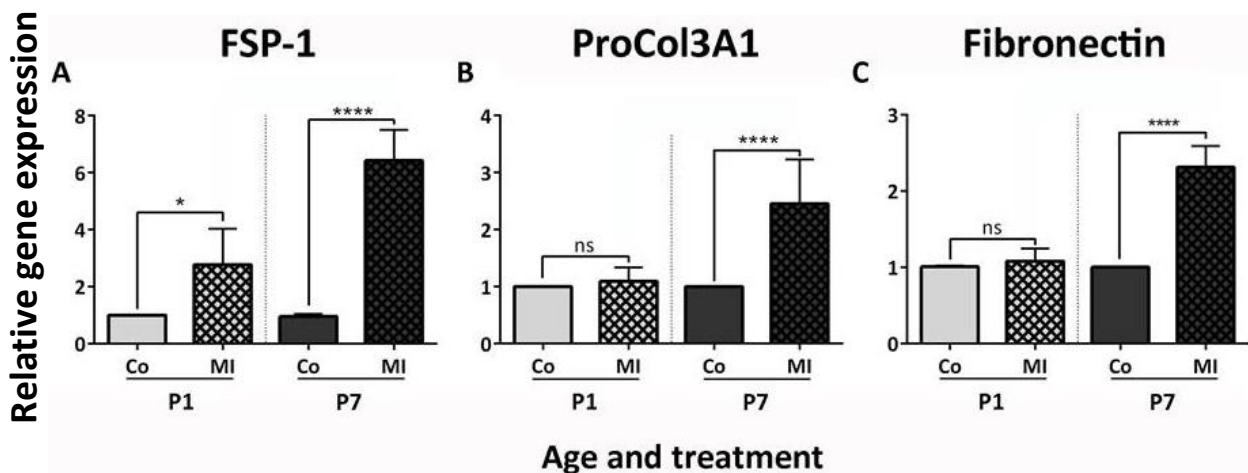 FSP-1
ProCol3A1
Fibronectin
Relative gene expression
A
8
6
4
2
0
*
****
Co
MI
Co
MI
P1
P7
B
4
3
2
1
0
ns
****
Co
MI
Co
MI
P1
P7
C
3
2
1
0
ns
****
Co
MI
Co
MI
P1
P7
Age and treatment